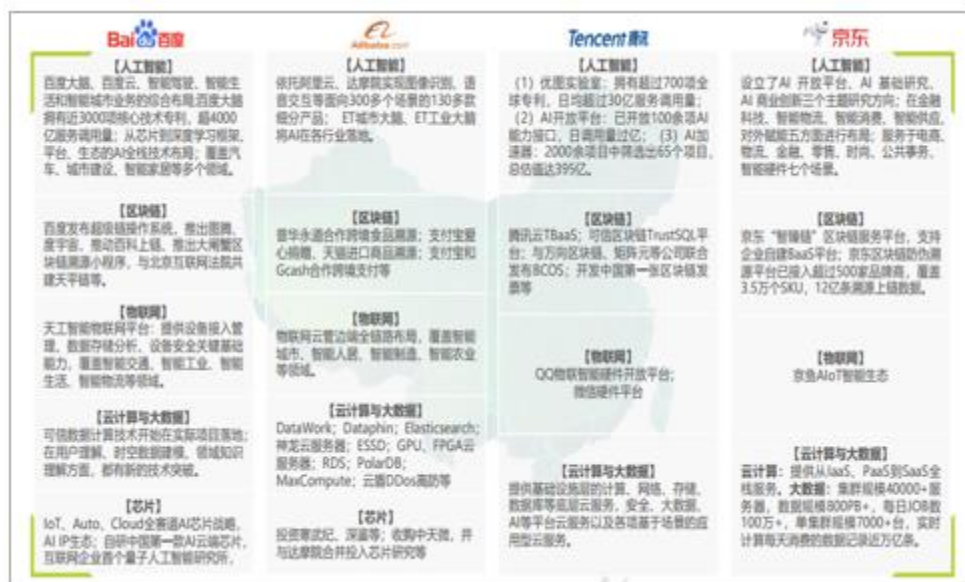 Bai du 百度
【人工智能】
百度大脑、百度云、智能驾驶、智能生
活和智能城市业务的综合布局;百度大脑
拥有近3000项核心技术专利，超4000
亿服务调用量；从芯片到深度学习框架、
平台、生态的AI全栈技术布局；覆盖汽
车、城市建设、智能家居等多个领域。
【区块链】
百度发布超级链操作系统，推出图腾、
度宇宙，推动百科上链，推出大闸蟹区
块链溯源小程序，与北京互联网法院共
建天平链等。
【物联网】
天工智能物联网平台：提供设备接入管
理、数据存储分析、设备安全关键基础
能力，覆盖智能交通、智能工业、智能
生活、智能物流等领域。
【云计算与大数据】
可信数据计算技术开始在实际项目落地；
在用户理解、时空数据建模、领域知识
理解方面，都有新的技术突破。
【芯片】
IoT、Auto、Cloud全赛道AI芯片战略，
AI IP生态；自研中国第一款AI云端芯片，
互联网企业首个量子人工智能研究所，
Alibaba.com
【人工智能】
依托阿里云、达摩院实现图像识别、语
音交互等面向300多个场景的130多款
细分产品； ET城市大脑、ET工业大脑
将AI在各行业落地。
【区块链】
普华永道合作跨境食品溯源；支付宝爱
心捐赠、天猫进口商品溯源；支付宝和
Gcash合作跨境支付等
【物联网】
物联网云管边端全链路布局，覆盖智能
城市、智能人居、智能制造、智能农业
等领域。
【云计算与大数据】
DataWork；Dataphin；Elasticsearch；
神龙云服务器；ESSD；GPU、FPGA云
服务器；RDS；PolarDB；
MaxCompute；云盾DDos高防等
【芯片】
投资寒武纪、深鉴等；收购中天微，并
与达摩院合并投入芯片研究等
Tencent 腾讯
【人工智能】
（1）优图实验室：拥有超过700项全
球专利，日均超过30亿服务调用量；
（2）AI开放平台：已开放100余项AI
能力接口，日调用量过亿；（3）AI加
速器：2000余项目中筛选出65个项目，
总估值达395亿。
【区块链】
腾讯云TBaaS；可信区块链TrustSQL平
台；与万向区块链、矩阵元等公司联合
发布BCOS；开发中国第一张区块链发
票等
【物联网】
QQ物联智能硬件开放平台；
微信硬件平台
【云计算与大数据】
提供基础设施层的计算、网络、存储、
数据库等底层云服务，安全、大数据、
AI等平台云服务以及各项基于场景的应
用型云服务。
京东
【人工智能】
设立了AI 开放平台、AI 基础研究、
AI 商业创新三个主题研究方向；在金融
科技、智能物流、智能消费、智能供应、
对外赋能五方面进行布局；服务于电商、
物流、金融、零售、时尚、公共事务、
智能硬件七个场景。
【区块链】
京东“智臻链”区块链服务平台，支持
企业自建BaaS平台；京东区块链防伪溯
源平台已接入超过500家品牌商，覆盖
3.5万个SKU，12亿条溯源上链数据。
【物联网】
京鱼AIoT智能生态
【云计算与大数据】
云计算：提供从IaaS、PaaS到SaaS全
栈服务。大数据：集群规模40000+服
务器，数据规模800PB+，每日JOB数
100万+，单集群规模7000+台，实时
计算每天消费的数据记录近万亿条。